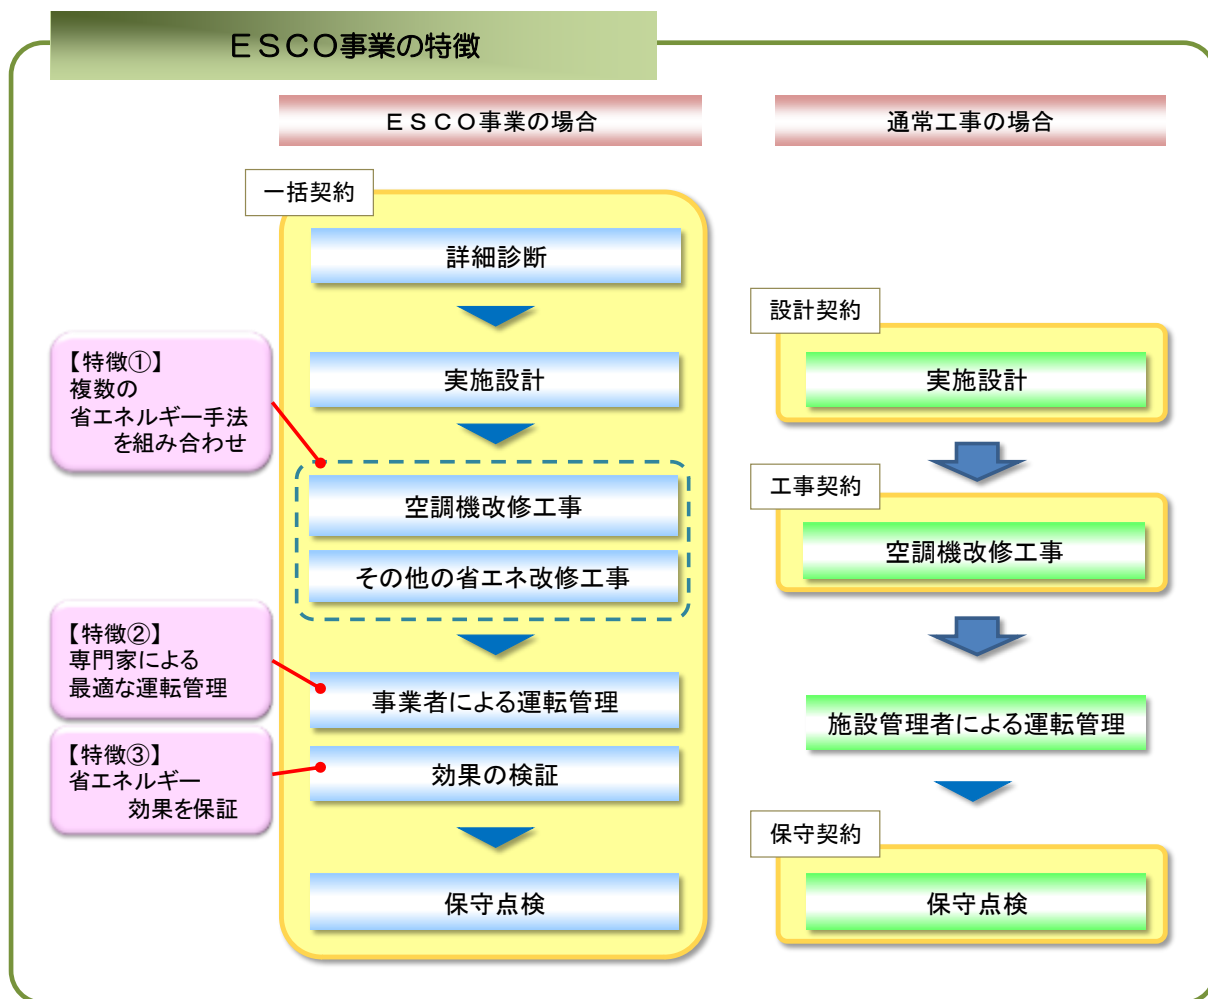 ESCO事業の特徴
ESCO事業の場合
一括契約
詳細診断
実施設計
空調機改修工事
その他の省エネ改修工事
事業者による運転管理
効果の検証
保守点検
【特徴①】
複数の
省エネルギー手法
を組み合わせ
【特徴②】
専門家による
最適な運転管理
【特徴③】
省エネルギー
効果を保証
通常工事の場合
設計契約
実施設計
工事契約
空調機改修工事
施設管理者による運転管理
保守契約
保守点検